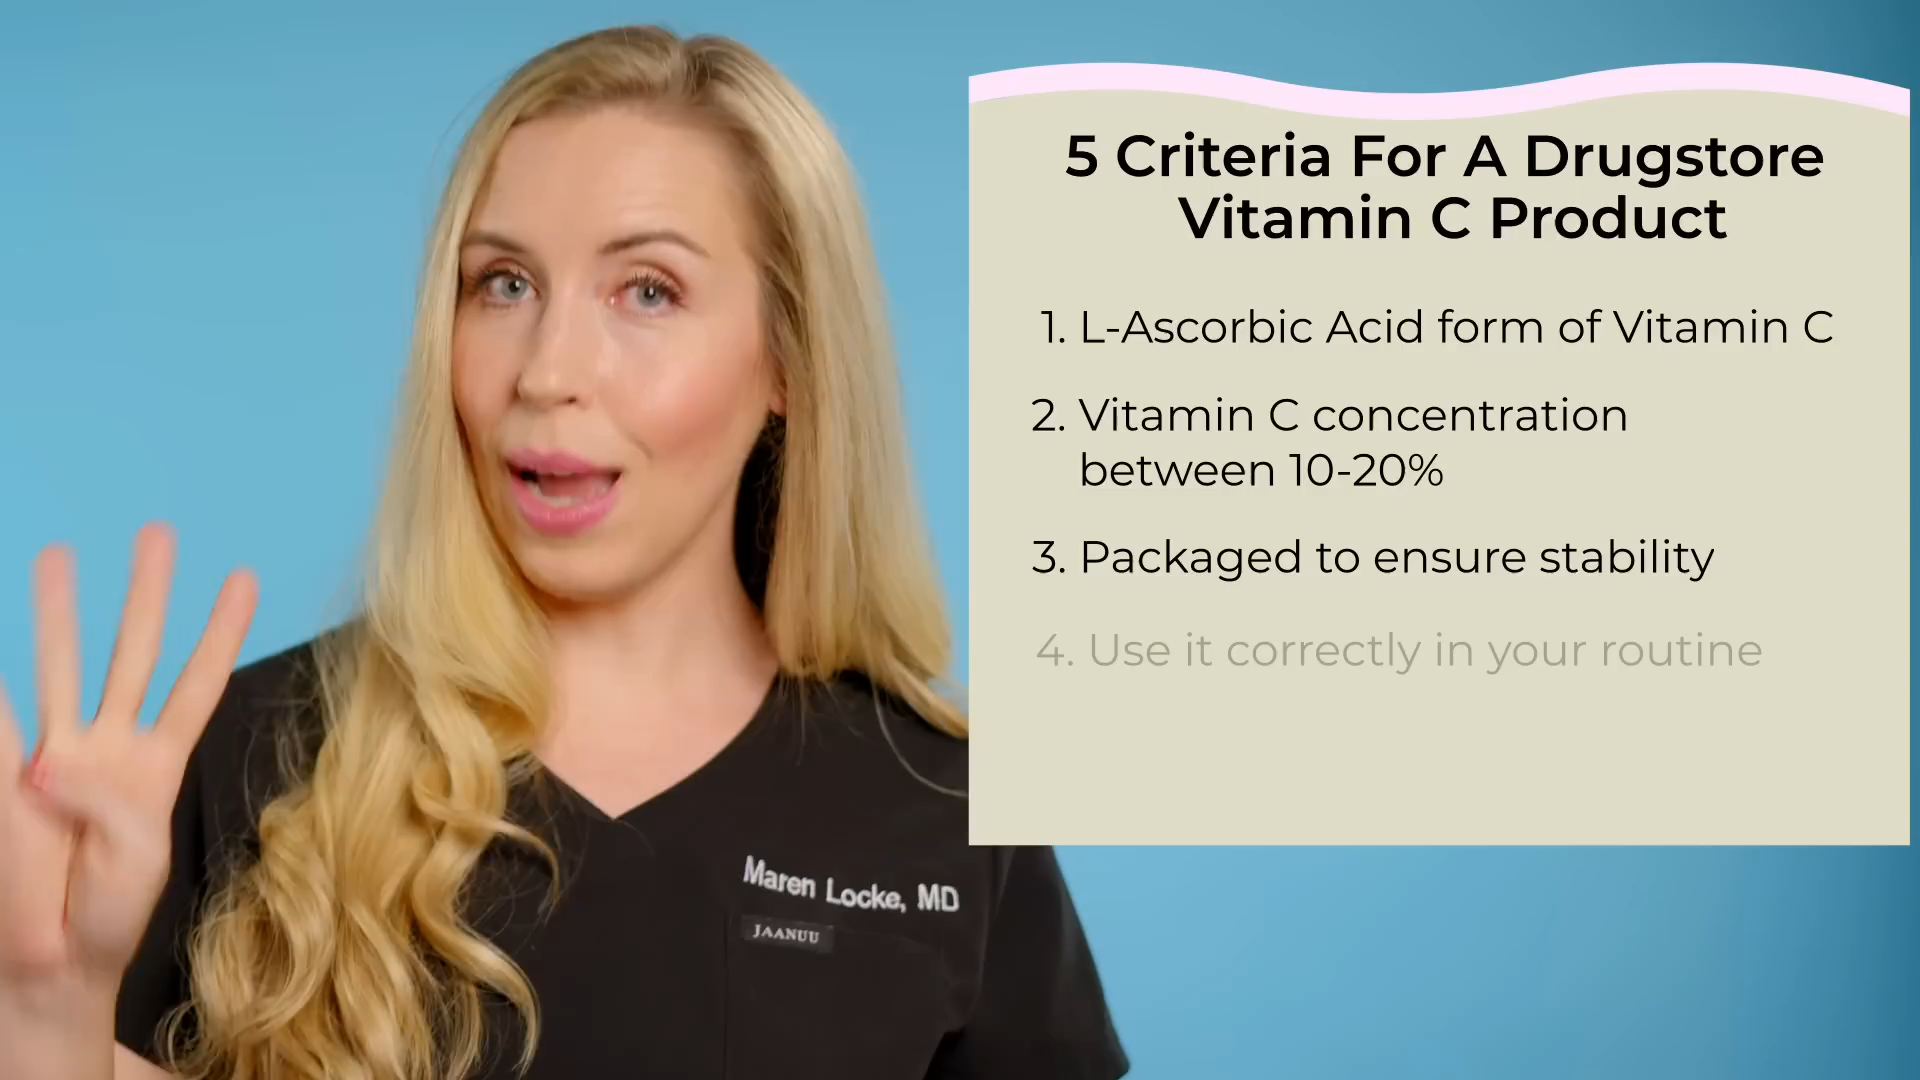 5 Criteria For A Drugstore
Vitamin C Product
1. L-Ascorbic Acid form of Vitamin C
2. Vitamin C concentration
between 10-20%
3. Packaged to ensure stability
4. Use it correctly in your routine
Maren Locke, MD
JAANUU